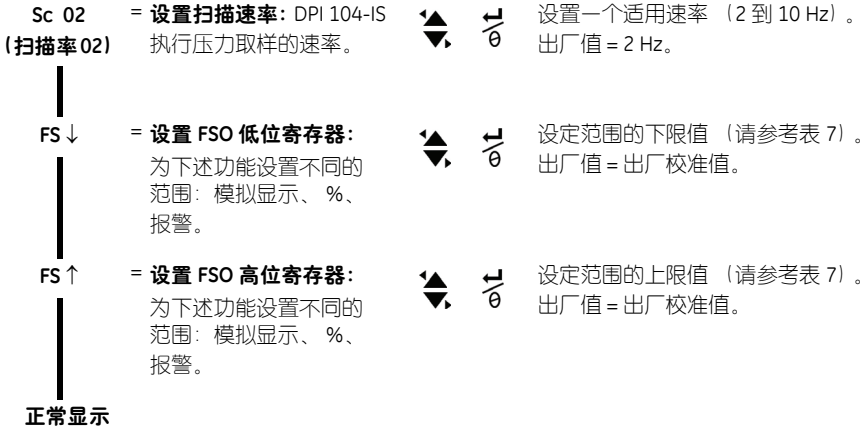 Sc 02 = 设置扫描速率：DPI 104-IS 设置一个适用速率 （2 到 10 Hz）。
（扫描率02） 执行压力取样的速率。 出厂值 = 2 Hz。
FS↓ = 设置 FSO 低位寄存器： 设定范围的下限值 （请参考表 7）。
为下述功能设置不同的 出厂值 = 出厂校准值。
范围：模拟显示、 %、
报警。
FS↑ = 设置 FSO 高位寄存器： 设定范围的上限值 （请参考表 7）。
为下述功能设置不同的 出厂值 = 出厂校准值。
范围：模拟显示、 %、
报警。
正常显示